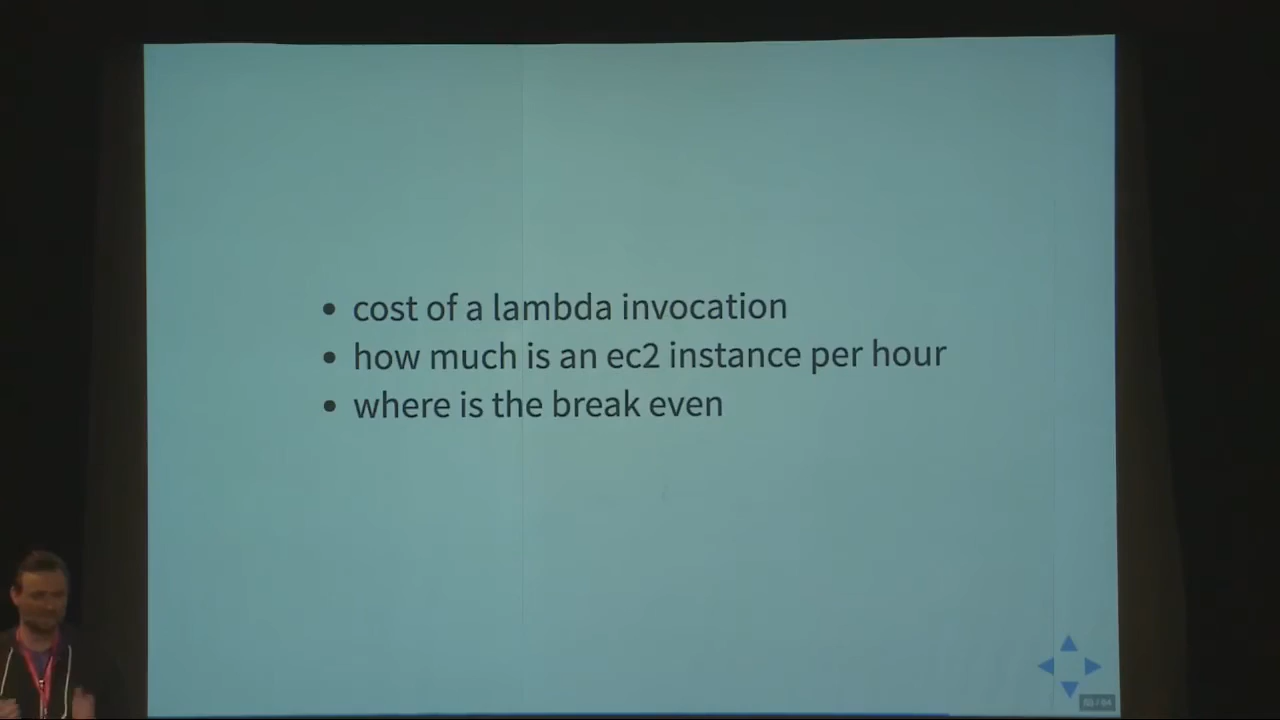 cost of a lambda invocation
how much is an ec2 instance per hour
where is the break even